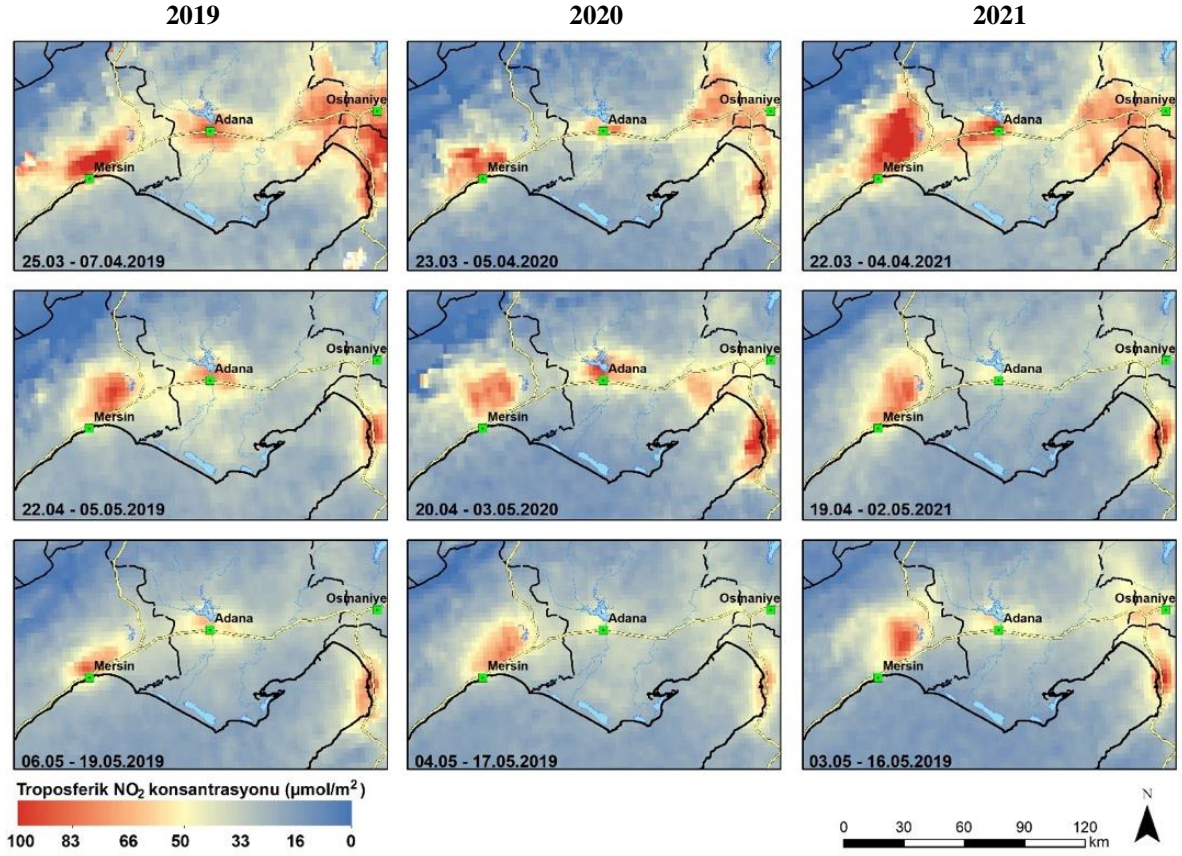 2019 2020 2021
Osmaniye Osmaniye Osmaniye
Adana Adana Adana
Mersin Mersin Mersin
25.03 - 07.04.2019 23.03 - 05.04.2020 22.03 - 04.04.2021
Osmaniye Osmaniye Osmaniye
Adana Adana Adana
Mersin Mersin Mersin
22.04 - 05.05.2019 20.04 - 03.05.2020 19.04 - 02.05.2021
Osmaniye Osmaniye Osmaniye
Adana Adana Adana
Mersin Mersin Mersin
06.05 - 19.05.2019 04.05 - 17.05.2019 03.05 - 16.05.2019
Troposferik NO₂ konsantrasyonu (µmol/m²)
100 83 66 50 33 16 0
N
0 30 60 90 120
km